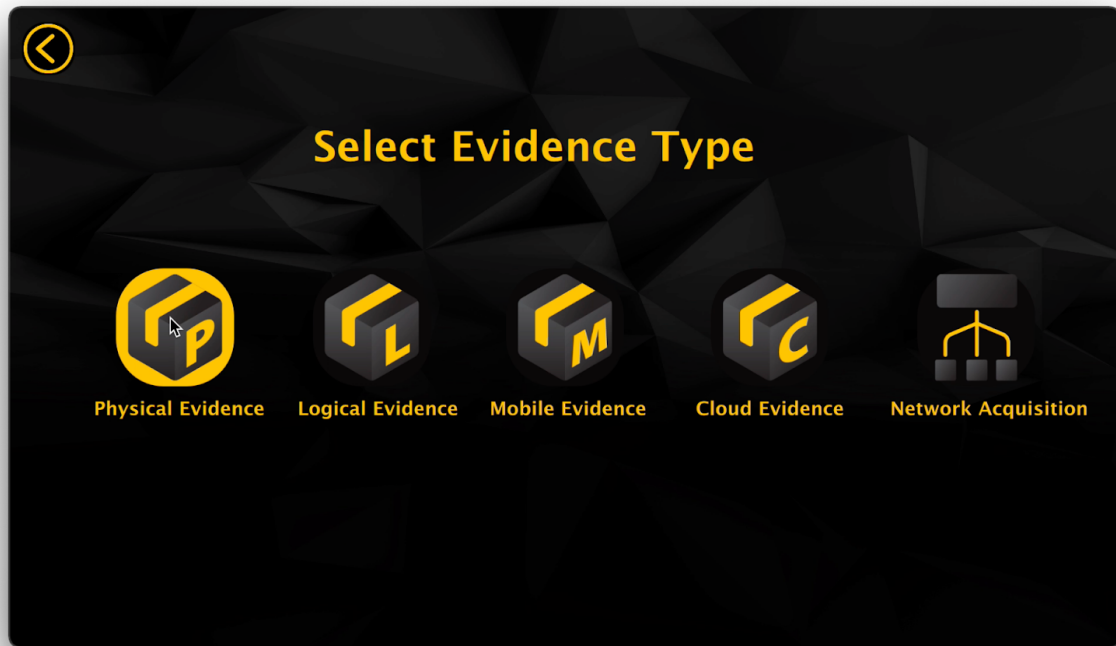 Select Evidence Type
P
L
M
C
Physical Evidence
Logical Evidence
Mobile Evidence
Cloud Evidence
Network Acquisition